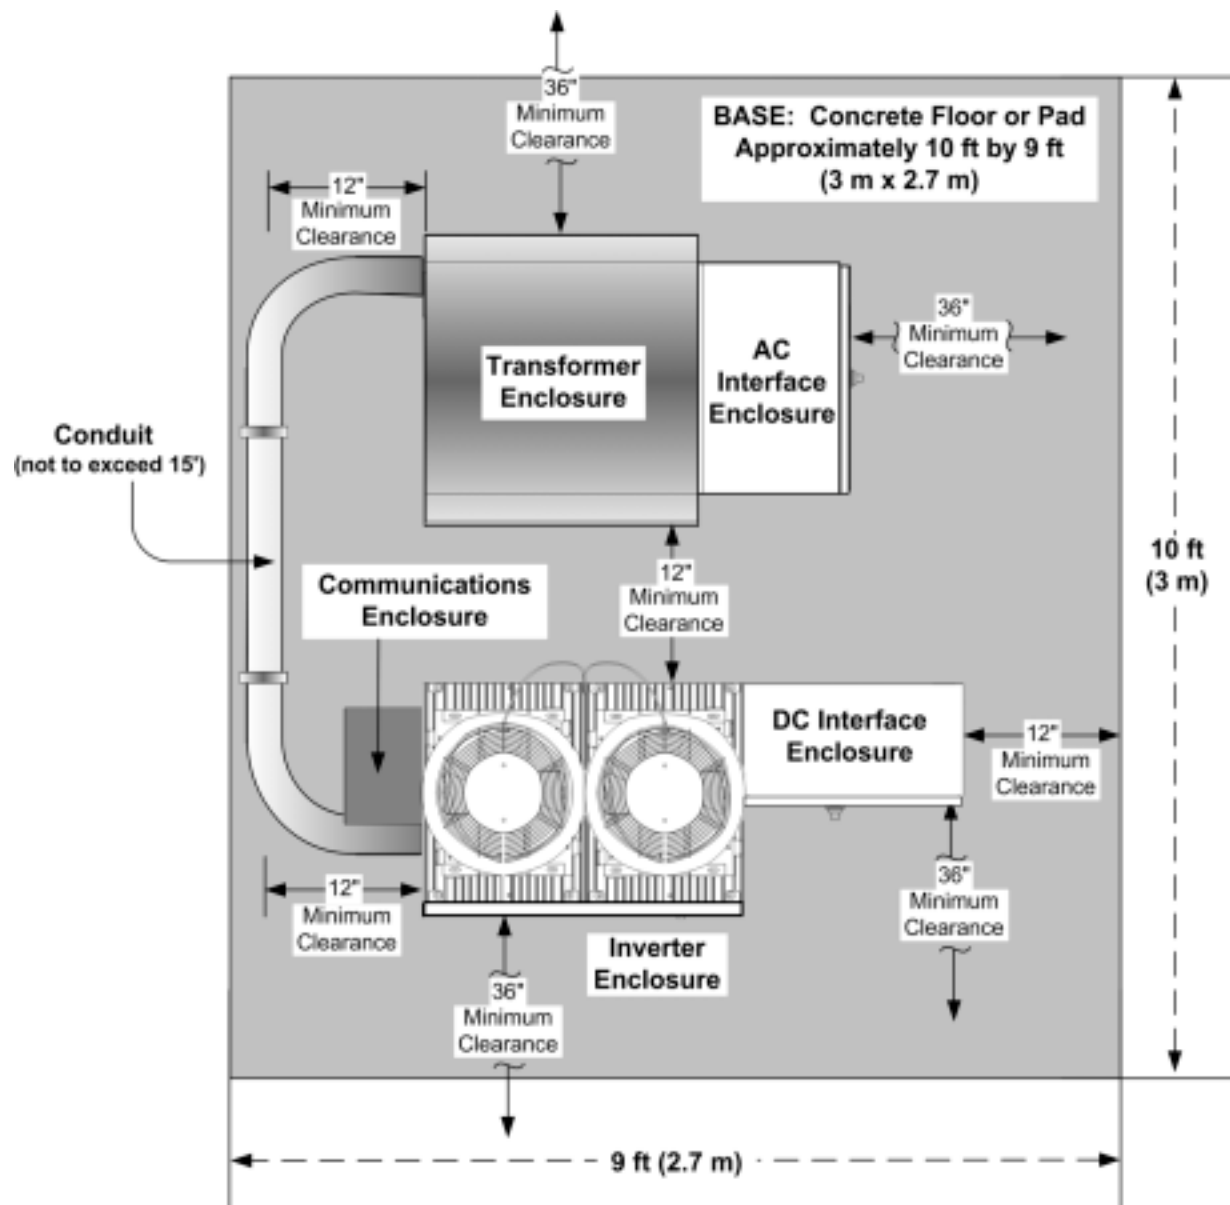 36"
Minimum
Clearance
BASE: Concrete Floor or Pad
Approximately 10 ft by 9 ft
(3 m x 2.7 m)
12"
Minimum
Clearance
36"
Minimum
Clearance
Transformer
Enclosure
AC
Interface
Enclosure
Conduit
(not to exceed 15')
10 ft
(3 m)
Communications
Enclosure
12"
Minimum
Clearance
DC Interface
Enclosure
12"
Minimum
Clearance
12"
Minimum
Clearance
36"
Minimum
Clearance
Inverter
Enclosure
36"
Minimum
Clearance
9 ft (2.7 m)